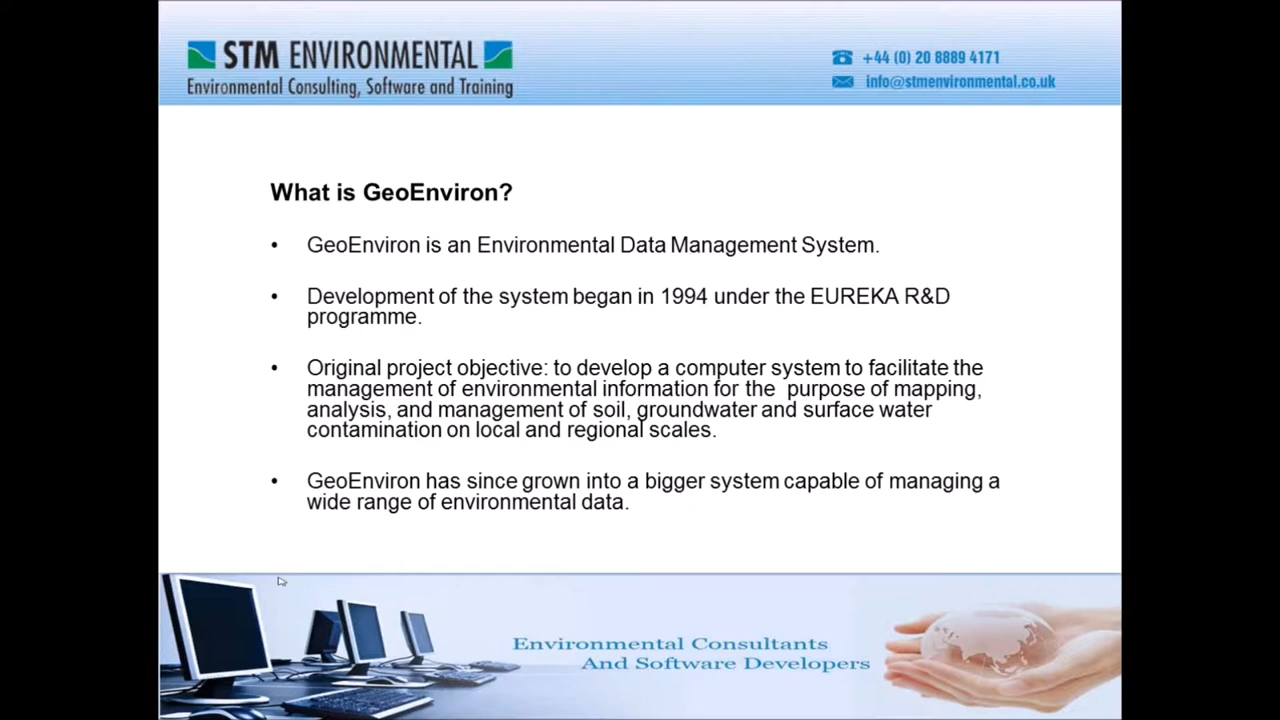 STM ENVIRONMENTAL
Environmental Consulting, Software and Training
+44 (0) 20 8889 4171
info@stmenvironmental.co.uk
What is GeoEnviron?
• GeoEnviron is an Environmental Data Management System.
• Development of the system began in 1994 under the EUREKA R&D
programme.
• Original project objective: to develop a computer system to facilitate the
management of environmental information for the  purpose of mapping,
analysis, and management of soil, groundwater and surface water
contamination on local and regional scales.
• GeoEnviron has since grown into a bigger system capable of managing a
wide range of environmental data.
Environmental Consultants
And Software Developers